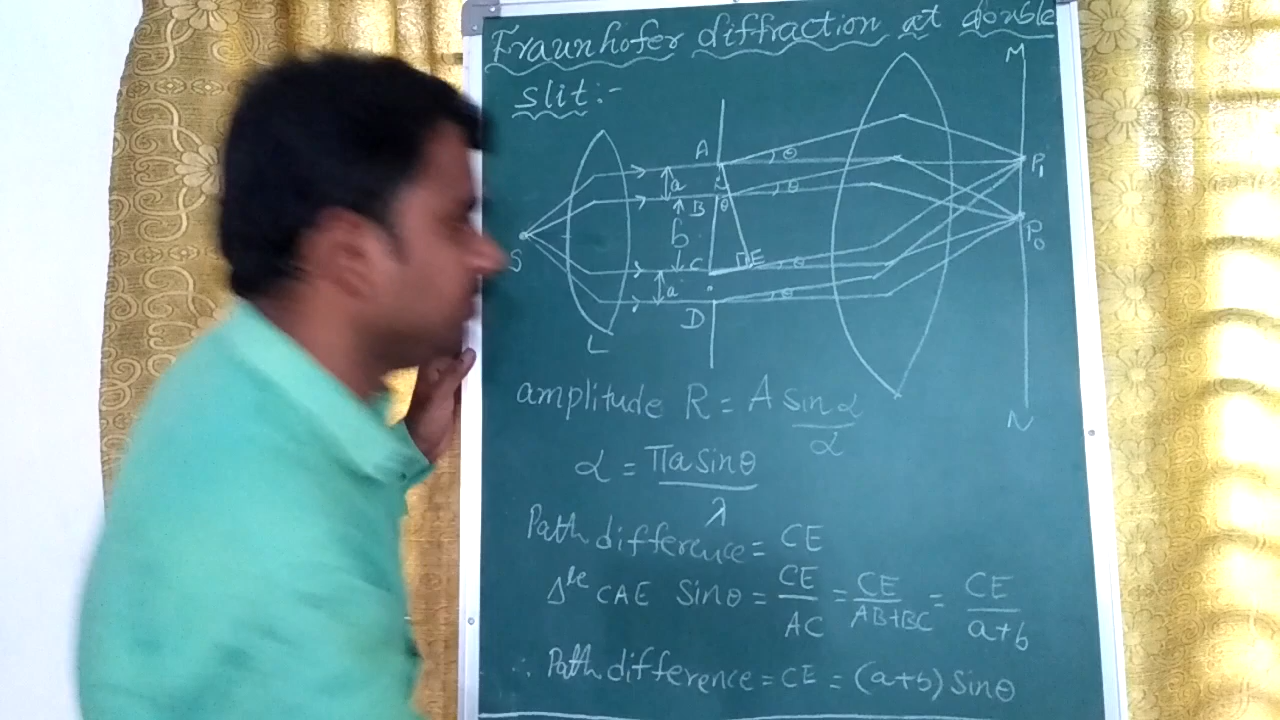 Fraunhofer diffraction at double
slit:-
M
A θ P₁
a
B θ θ
b P₀
S C E θ
a
D θ
L
N
amplitude R = A sinα/α
α = πa sinθ/λ
Path difference = CE
Δle CAE Sinθ = CE/AC = CE/AB+BC = CE/a+b
∴ Path difference = CE = (a+b) Sinθ